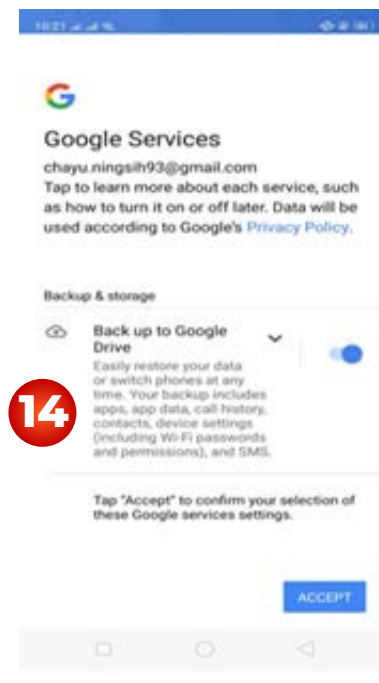 10:21
G
Google Services
chayu.ningsih93@gmail.com
Tap to learn more about each service, such
as how to turn it on or off later. Data will be
used according to Google's Privacy Policy.
Backup & storage
Back up to Google
Drive
Easily restore your data
or switch phones at any
time. Your backup includes
apps, app data, call history,
contacts, device settings
(including Wi-Fi passwords
and permissions), and SMS.
14
Tap "Accept" to confirm your selection of
these Google services settings.
ACCEPT